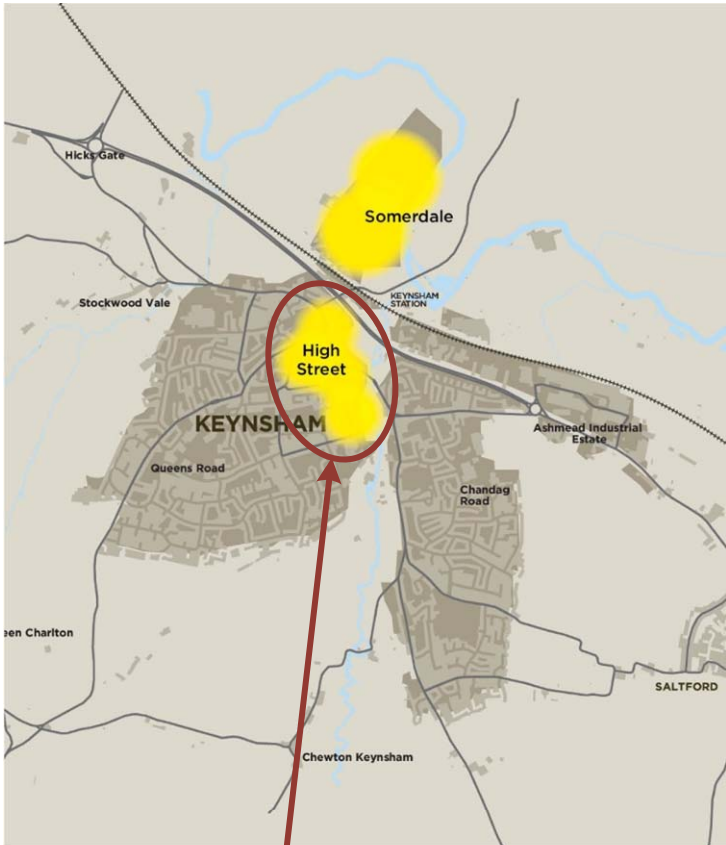 Hicks Gate
Somerdale
Stockwood Vale
KEYNSHAM
STATION
High
Street
KEYNSHAM
Ashmead Industrial
Estate
Queens Road
Chandag
Road
een Charlton
SALTFORD
Chewton Keynsham